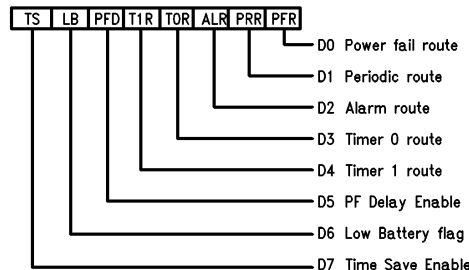 TS LB PFD T1R T0R ALR PRR PFR
D0 Power fail route
D1 Periodic route
D2 Alarm route
D3 Timer 0 route
D4 Timer 1 route
D5 PF Delay Enable
D6 Low Battery flag
D7 Time Save Enable